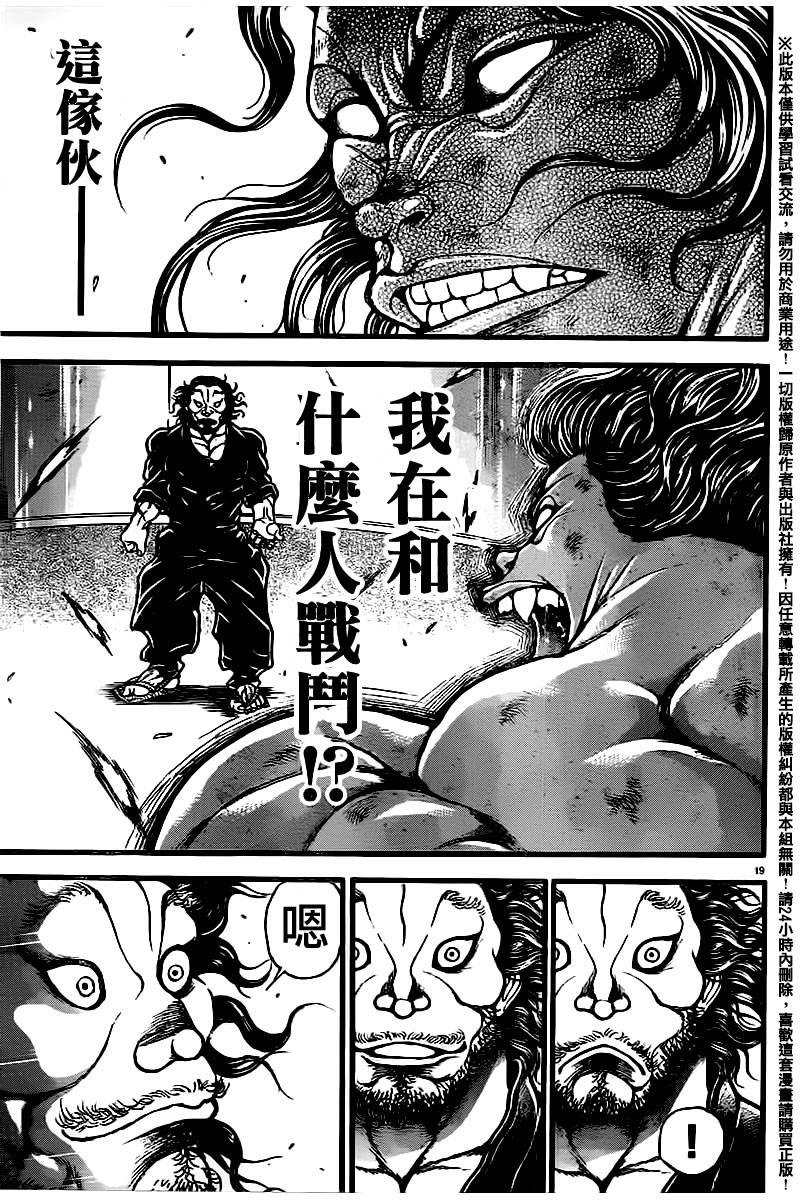 這傢伙——
我在和
什麼人戰鬥!?
19
!
嗯
※此版本僅供學習試看交流，請勿用於商業用途！一切版權歸原作者與出版社擁有！因任意轉載所產生的版權糾紛都與本組無關！請24小時內刪除，喜歡這套漫畫請購買正版！